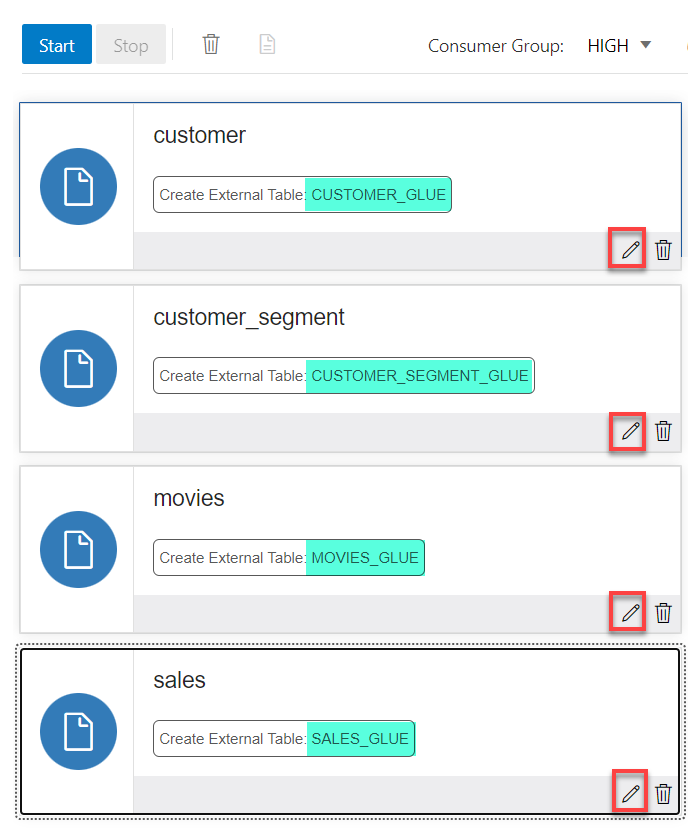 Start Stop Consumer Group: HIGH
customer
Create External Table: CUSTOMER_GLUE
customer_segment
Create External Table: CUSTOMER_SEGMENT_GLUE
movies
Create External Table: MOVIES_GLUE
sales
Create External Table: SALES_GLUE